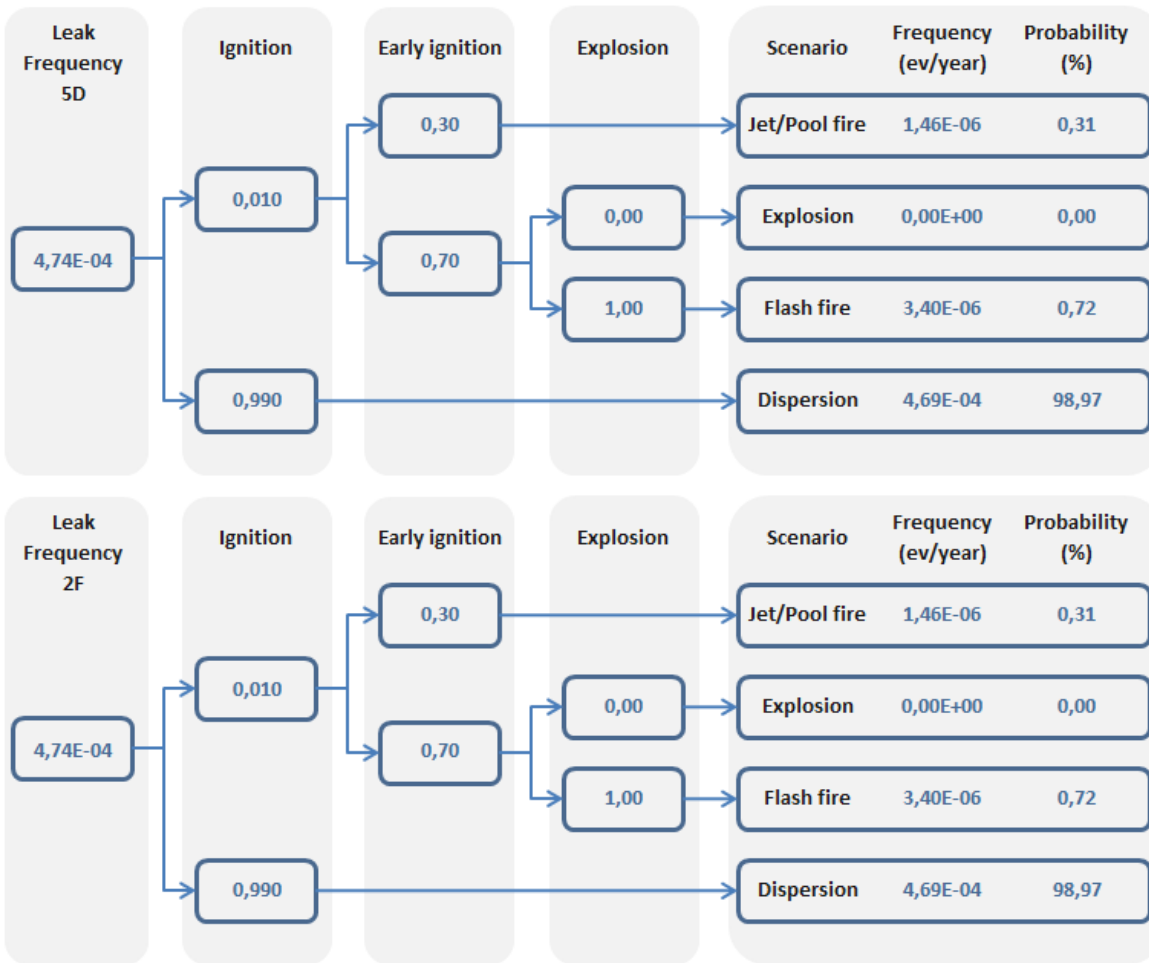 Leak
Frequency
5D
Ignition
Early ignition
Explosion
Scenario
Frequency
(ev/year)
Probability
(%)
4,74E-04
0,010
0,990
0,30
0,70
0,00
1,00
Jet/Pool fire 1,46E-06 0,31
Explosion 0,00E+00 0,00
Flash fire 3,40E-06 0,72
Dispersion 4,69E-04 98,97
Leak
Frequency
2F
Ignition
Early ignition
Explosion
Scenario
Frequency
(ev/year)
Probability
(%)
4,74E-04
0,010
0,990
0,30
0,70
0,00
1,00
Jet/Pool fire 1,46E-06 0,31
Explosion 0,00E+00 0,00
Flash fire 3,40E-06 0,72
Dispersion 4,69E-04 98,97